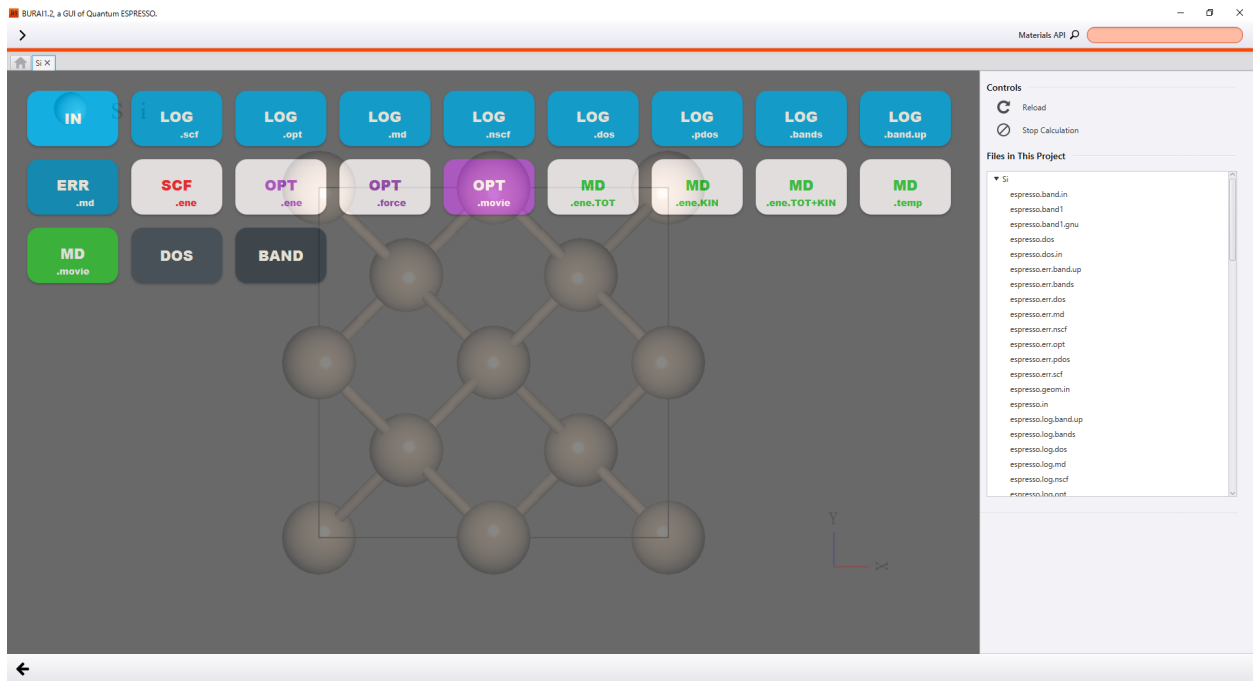 BURAI1.2, a GUI of Quantum ESPRESSO.
Materials API
Si
Si
IN
LOG .scf
LOG .opt
LOG .md
LOG .nscf
LOG .dos
LOG .pdos
LOG .bands
LOG .band.up
ERR .md
SCF .ene
OPT .ene
OPT .force
OPT .movie
MD .ene.TOT
MD .ene.KIN
MD .ene.TOT+KIN
MD .temp
MD .movie
DOS
BAND
Y
X
Controls
Reload
Stop Calculation
Files in This Project
Si
espresso.band.in
espresso.band1
espresso.band1.gnu
espresso.dos
espresso.dos.in
espresso.err.band.up
espresso.err.bands
espresso.err.dos
espresso.err.md
espresso.err.nscf
espresso.err.opt
espresso.err.pdos
espresso.err.scf
espresso.geom.in
espresso.in
espresso.log.band.up
espresso.log.bands
espresso.log.dos
espresso.log.md
espresso.log.nscf
espresso.log.opt